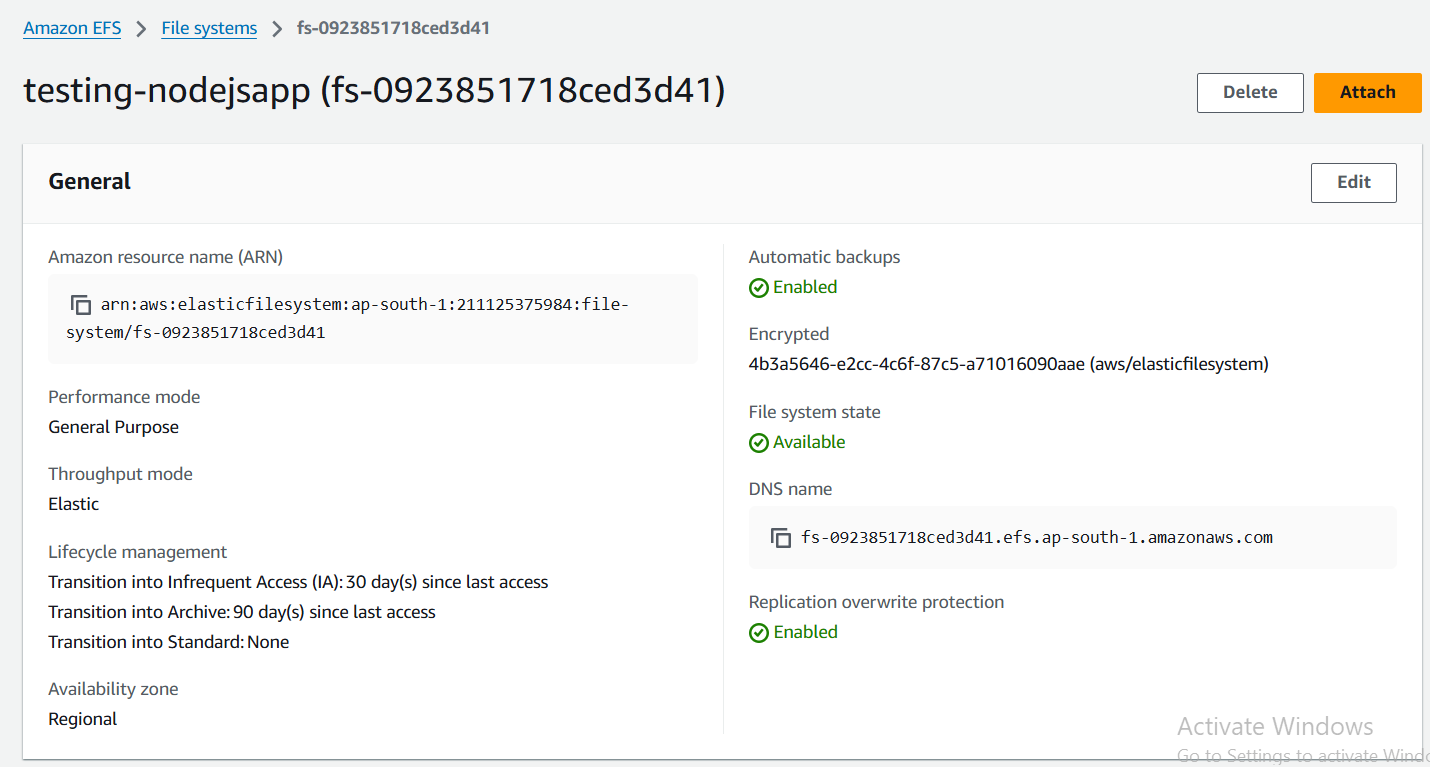 Amazon EFS > File systems > fs-0923851718ced3d41
testing-nodejsapp (fs-0923851718ced3d41)
Delete
Attach
General
Edit
Amazon resource name (ARN)
arn:aws:elasticfilesystem:ap-south-1:211125375984:file-
system/fs-0923851718ced3d41
Performance mode
General Purpose
Throughput mode
Elastic
Lifecycle management
Transition into Infrequent Access (IA): 30 day(s) since last access
Transition into Archive: 90 day(s) since last access
Transition into Standard: None
Availability zone
Regional
Automatic backups
Enabled
Encrypted
4b3a5646-e2cc-4c6f-87c5-a71016090aae (aws/elasticfilesystem)
File system state
Available
DNS name
fs-0923851718ced3d41.efs.ap-south-1.amazonaws.com
Replication overwrite protection
Enabled
Activate Windows
Go to Settings to activate Windo